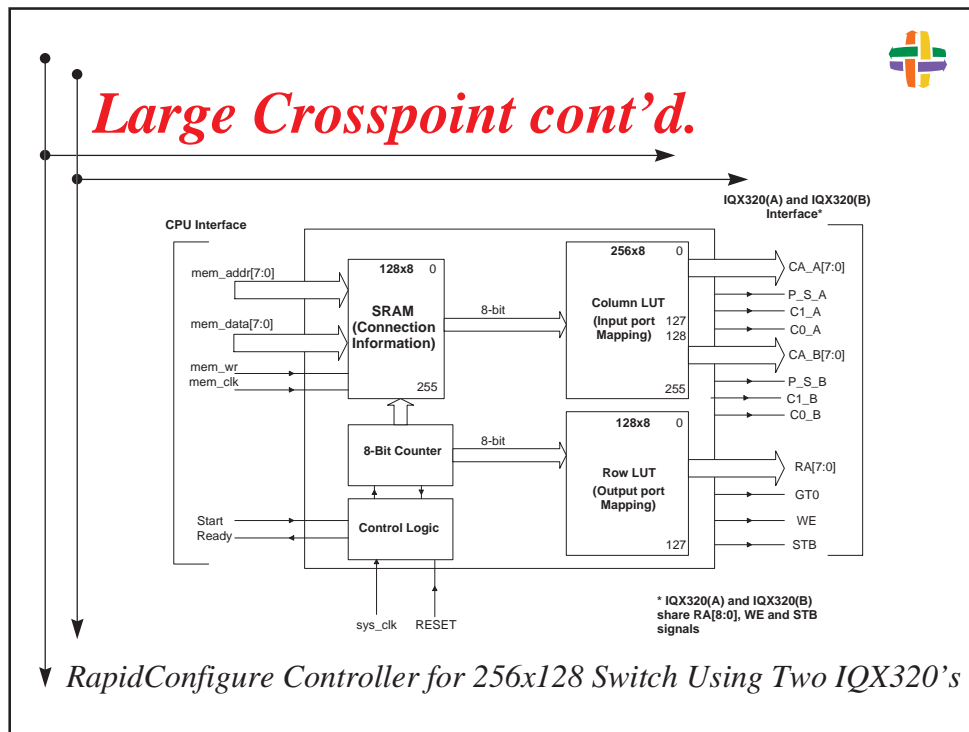 Large Crosspoint cont’d.
IQX320(A) and IQX320(B)
Interface*
CPU Interface
mem_addr[7:0]
mem_data[7:0]
mem_wr
mem_clk
128x8 0
SRAM
(Connection
Information)
255
8-bit
256x8 0
Column LUT
(Input port
Mapping)
127
128
255
CA_A[7:0]
P_S_A
C1_A
C0_A
CA_B[7:0]
P_S_B
C1_B
C0_B
8-Bit Counter
8-bit
128x8 0
Row LUT
(Output port
Mapping)
127
RA[7:0]
GT0
WE
STB
Start
Ready
Control Logic
sys_clk
RESET
* IQX320(A) and IQX320(B)
share RA[8:0], WE and STB
signals
RapidConfigure Controller for 256x128 Switch Using Two IQX320’s